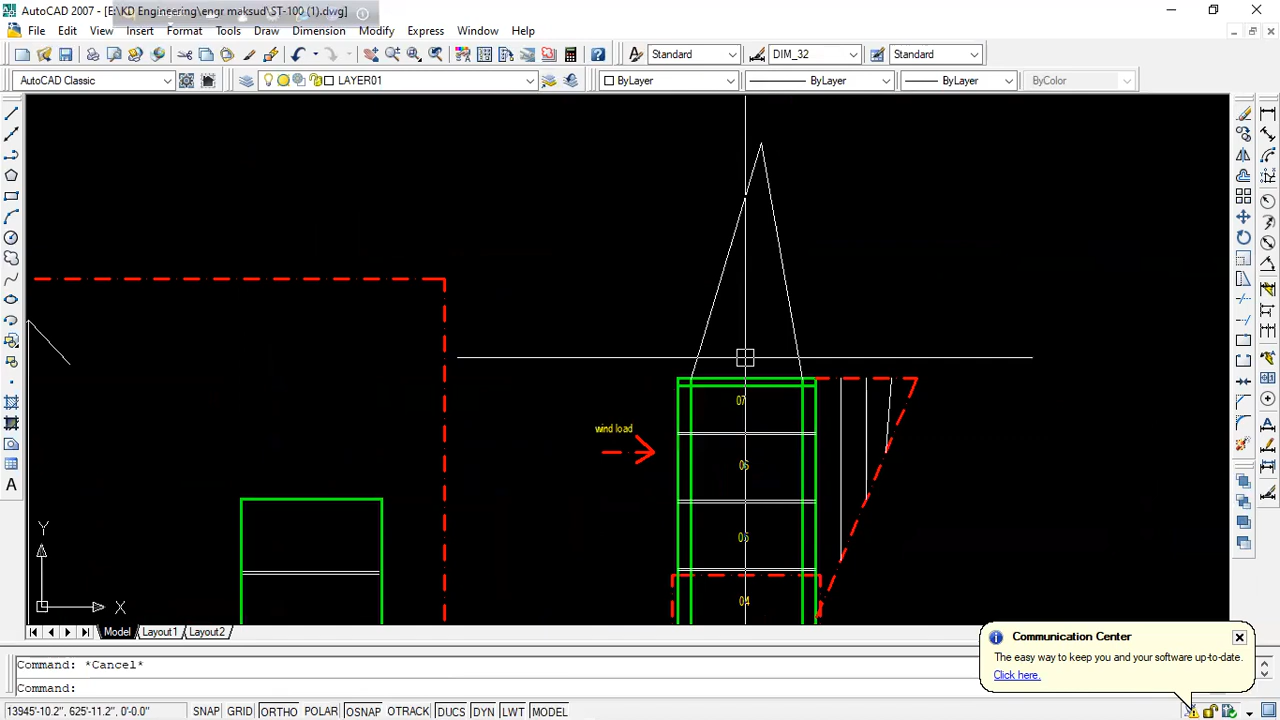 AutoCAD 2007 - [E:\KD Engineering\engr maksud\ST-100 (1).dwg]
File Edit View Insert Format Tools Draw Dimension Modify Express Window Help
Standard DIM_32 Standard
AutoCAD Classic LAYER01 ByLayer ByLayer ByLayer ByColor
07
wind load
06
05
04
Y
X
Model Layout1 Layout2
Communication Center
The easy way to keep you and your software up-to-date.
Click here.
Command: *Cancel*
Command:
13945'-10.2", 625'-11.2", 0'-0.0" SNAP GRID ORTHO POLAR OSNAP OTRACK DUCS DYN LWT MODEL